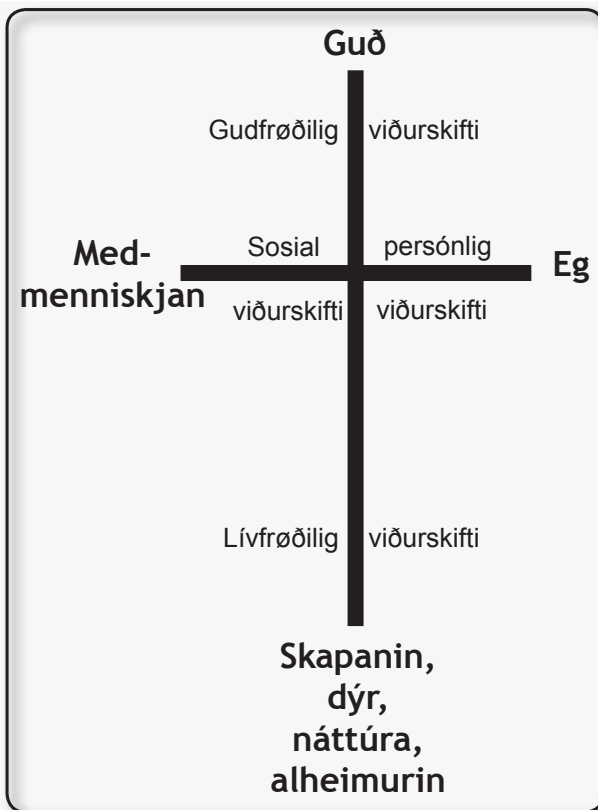 Guð
Gudfrøðilig viðurskifti
Sosial persónlig
Med-
menniskjan
Eg
viðurskifti viðurskifti
Lívfrøðilig viðurskifti
Skapanin,
dýr,
náttúra,
alheimurin